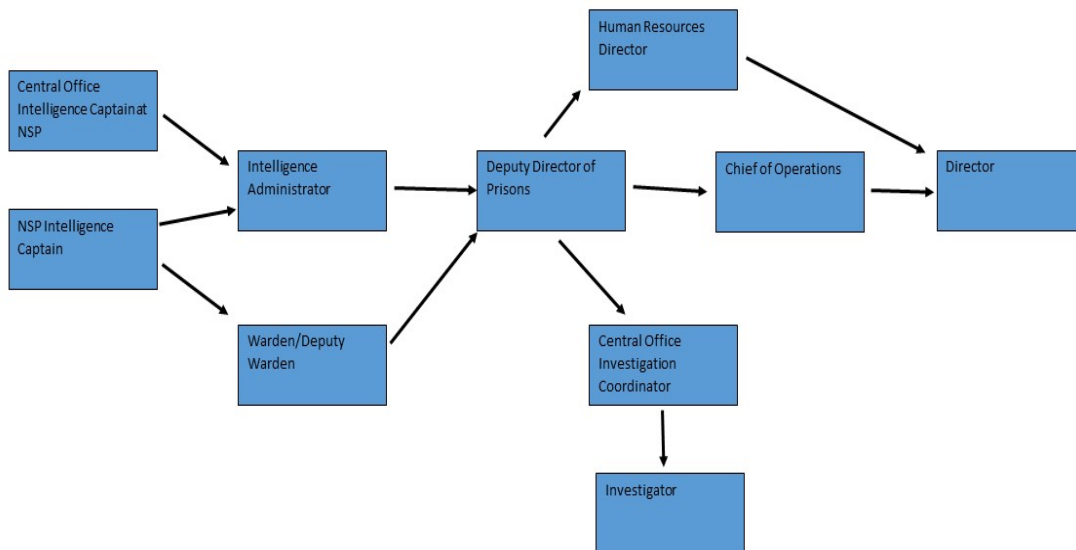 Human Resources
Director
Central Office
Intelligence Captain at
NSP
Intelligence
Administrator
Deputy Director of
Prisons
Chief of Operations
Director
NSP Intelligence
Captain
Warden/Deputy
Warden
Central Office
Investigation
Coordinator
Investigator